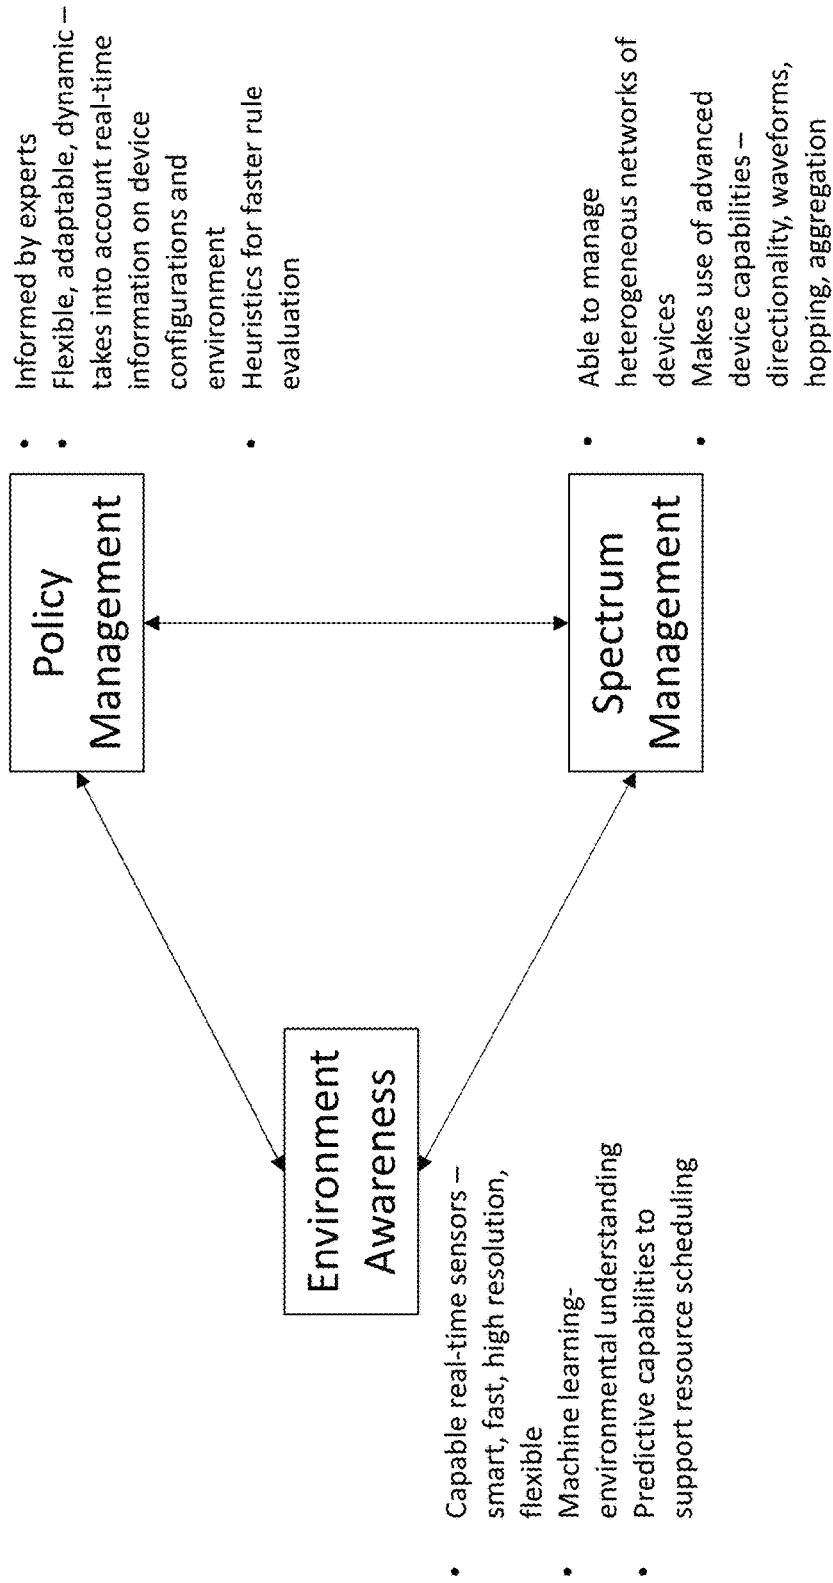 Policy
Management
• Informed by experts
• Flexible, adaptable, dynamic –
takes into account real-time
information on device
configurations and
environment
• Heuristics for faster rule
evaluation
Environment
Awareness
• Capable real-time sensors –
smart, fast, high resolution,
flexible
• Machine learning-
environmental understanding
• Predictive capabilities to
support resource scheduling
Spectrum
Management
• Able to manage
heterogeneous networks of
devices
• Makes use of advanced
device capabilities –
directionality, waveforms,
hopping, aggregation